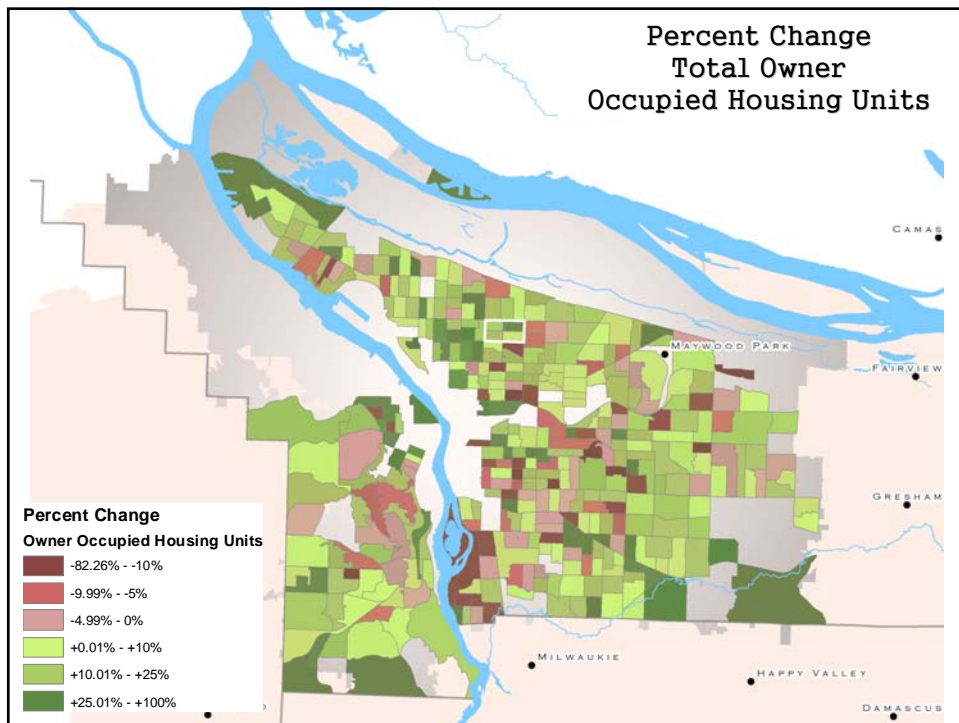 Percent Change
Total Owner
Occupied Housing Units
CAMAS
MAYWOOD PARK
FAIRVIEW
GRESHAM
Percent Change
Owner Occupied Housing Units
-82.26% - -10%
-9.99% - -5%
-4.99% - 0%
+0.01% - +10%
+10.01% - +25%
+25.01% - +100%
MILWAUKIE
HAPPY VALLEY
DAMASCUS